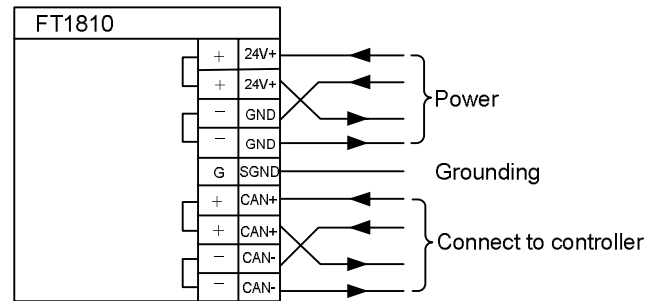 FT1810
+ 24V+
+ 24V+
− GND
− GND
G SGND
+ CAN+
+ CAN+
− CAN-
− CAN-
Power
Grounding
Connect to controller